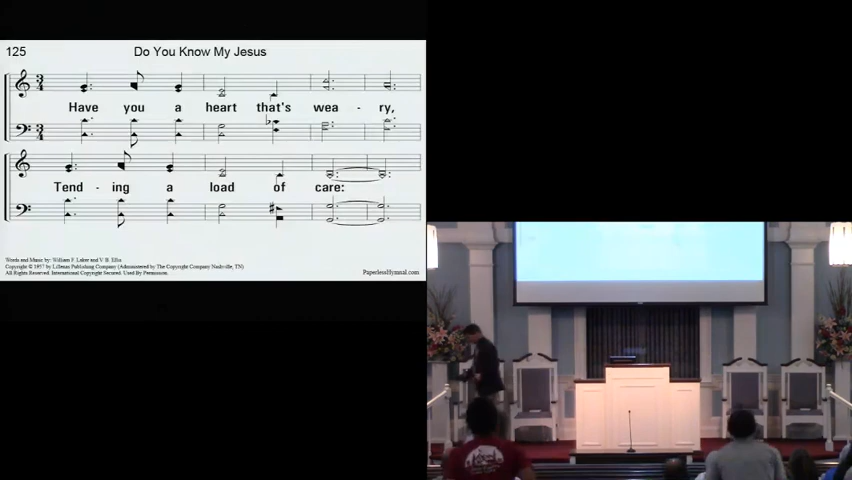 125
Do You Know My Jesus
Have you a heart that's wea - ry,
Tend - ing a load of care:
Words and Music by: William F. Lakey and V. B. Ellis
Copyright © 1957 by Lillenas Publishing Company (Administered by The Copyright Company Nashville, TN)
All Rights Reserved. International Copyright Secured. Used By Permission.
PaperlessHymnal.com